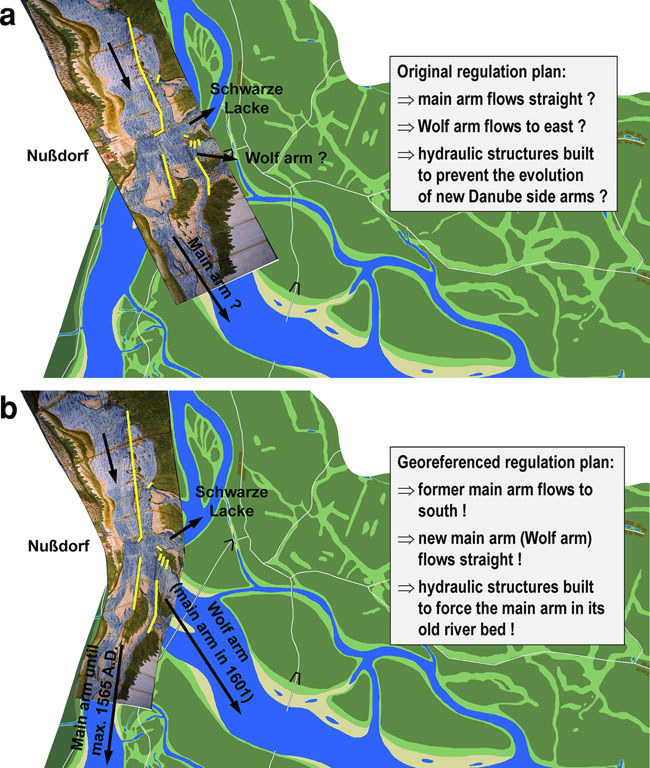 a
Original regulation plan:
⇒ main arm flows straight ?
⇒ Wolf arm flows to east ?
⇒ hydraulic structures built
to prevent the evolution
of new Danube side arms ?
Schwarze
Lacke
Nußdorf
Wolf arm ?
Main arm ?
b
Georeferenced regulation plan:
⇒ former main arm flows to
south !
⇒ new main arm (Wolf arm)
flows straight !
⇒ hydraulic structures built
to force the main arm in its
old river bed !
Schwarze
Lacke
Nußdorf
Wolf arm
(main arm in 1601)
Main arm until
max. 1565 A.D.